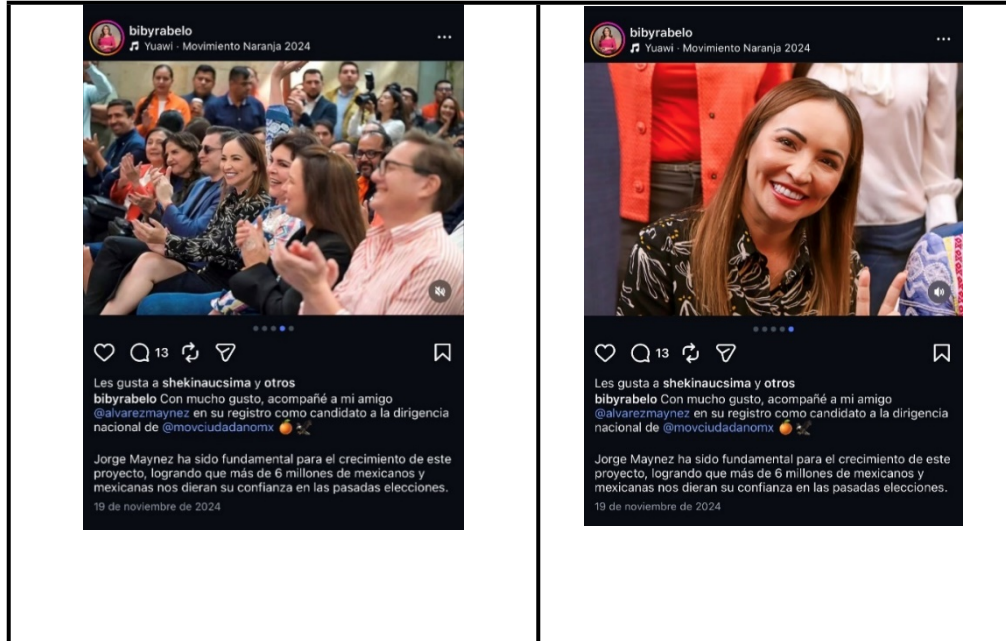 bibyrabelo
Yuawi · Movimiento Naranja 2024
13
Les gusta a shekinaucsima y otros
bibyrabelo Con mucho gusto, acompañé a mi amigo
@alvarezmaynez en su registro como candidato a la dirigencia
nacional de @movciudadanomx
Jorge Maynez ha sido fundamental para el crecimiento de este
proyecto, logrando que más de 6 millones de mexicanos y
mexicanas nos dieran su confianza en las pasadas elecciones.
19 de noviembre de 2024
bibyrabelo
Yuawi · Movimiento Naranja 2024
13
Les gusta a shekinaucsima y otros
bibyrabelo Con mucho gusto, acompañé a mi amigo
@alvarezmaynez en su registro como candidato a la dirigencia
nacional de @movciudadanomx
Jorge Maynez ha sido fundamental para el crecimiento de este
proyecto, logrando que más de 6 millones de mexicanos y
mexicanas nos dieran su confianza en las pasadas elecciones.
19 de noviembre de 2024